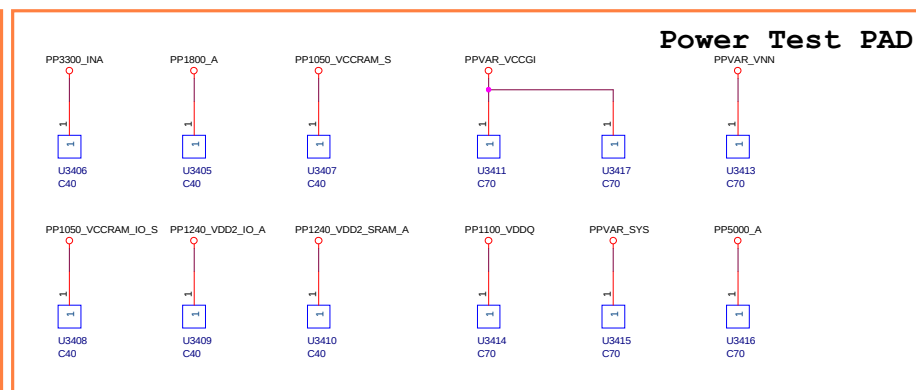 Power Test PAD
PP3300_INA PP1800_A PP1050_VCCRAM_S PPVAR_VCCGI PPVAR_VNN
1 1 1 1 1 1
1 1 1 1 1 1
U3406 U3405 U3407 U3411 U3417 U3413
C40 C40 C40 C70 C70 C70
PP1050_VCCRAM_IO_S PP1240_VDD2_IO_A PP1240_VDD2_SRAM_A PP1100_VDDQ PPVAR_SYS PP5000_A
1 1 1 1 1 1
1 1 1 1 1 1
U3408 U3409 U3410 U3414 U3415 U3416
C40 C40 C40 C70 C70 C70